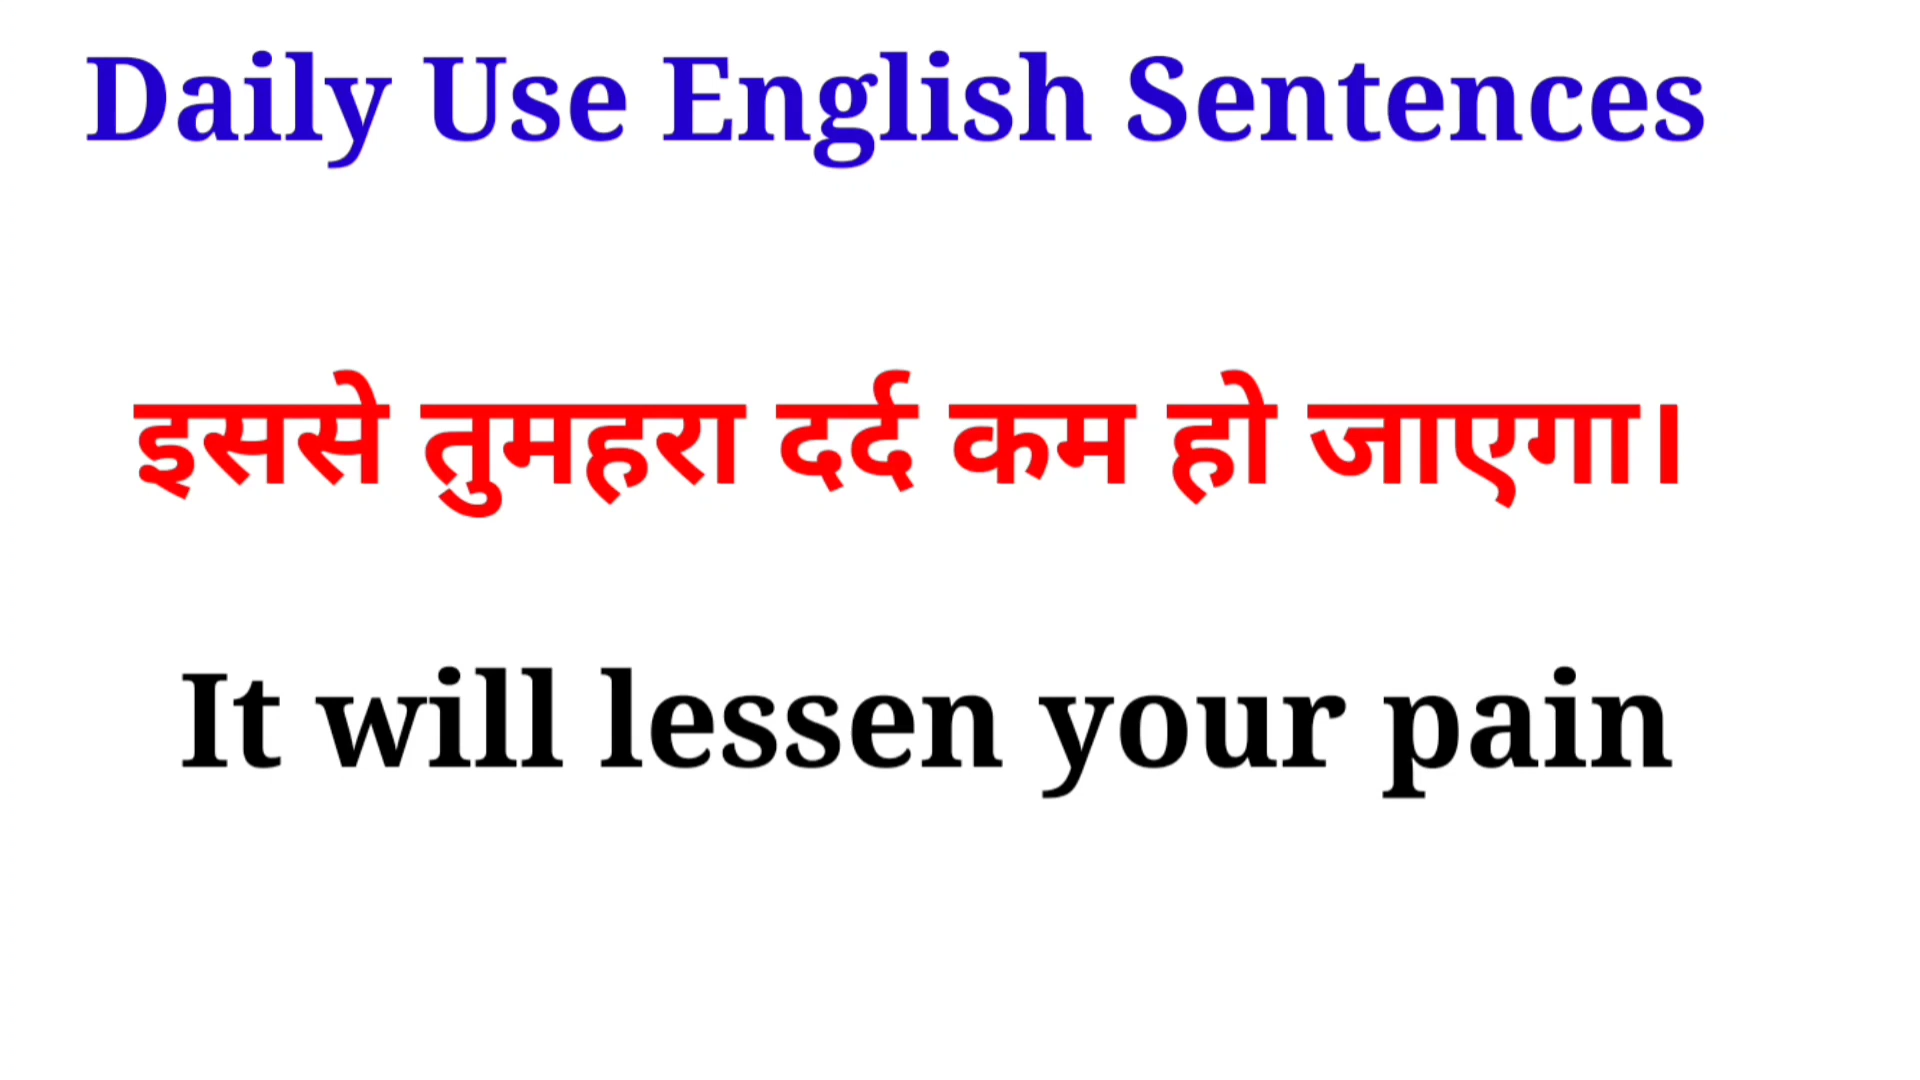 Daily Use English Sentences
इससे तुमहरा दर्द कम हो जाएगा।
It will lessen your pain